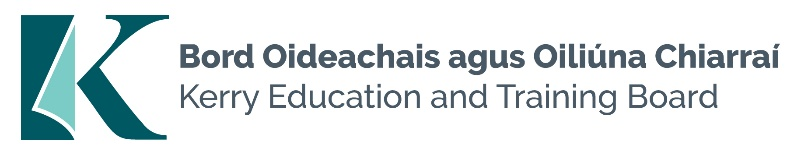 Bord Oideachais agus Oiliúna Chiarraí
Kerry Education and Training Board